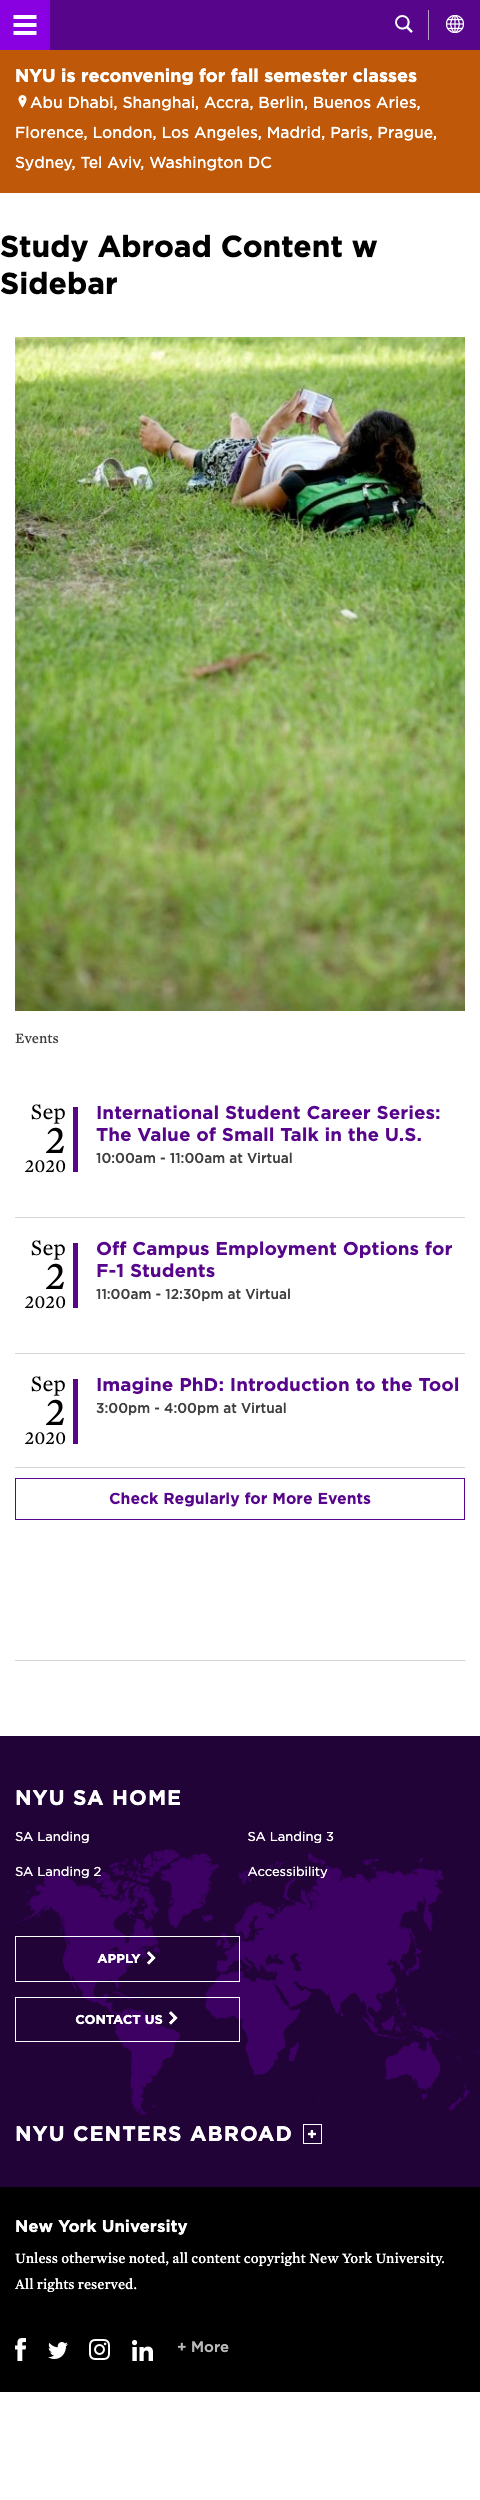 NYU is reconvening for fall semester classes
Abu Dhabi, Shanghai, Accra, Berlin, Buenos Aries,
Florence, London, Los Angeles, Madrid, Paris, Prague,
Sydney, Tel Aviv, Washington DC
Study Abroad Content w
Sidebar
Events
Sep
2
2020
International Student Career Series:
The Value of Small Talk in the U.S.
10:00am - 11:00am at Virtual
Sep
2
2020
Off Campus Employment Options for
F-1 Students
11:00am - 12:30pm at Virtual
Sep
2
2020
Imagine PhD: Introduction to the Tool
3:00pm - 4:00pm at Virtual
Check Regularly for More Events
NYU SA HOME
SA Landing
SA Landing 3
SA Landing 2
Accessibility
APPLY
CONTACT US
NYU CENTERS ABROAD +
New York University
Unless otherwise noted, all content copyright New York University.
All rights reserved.
+ More